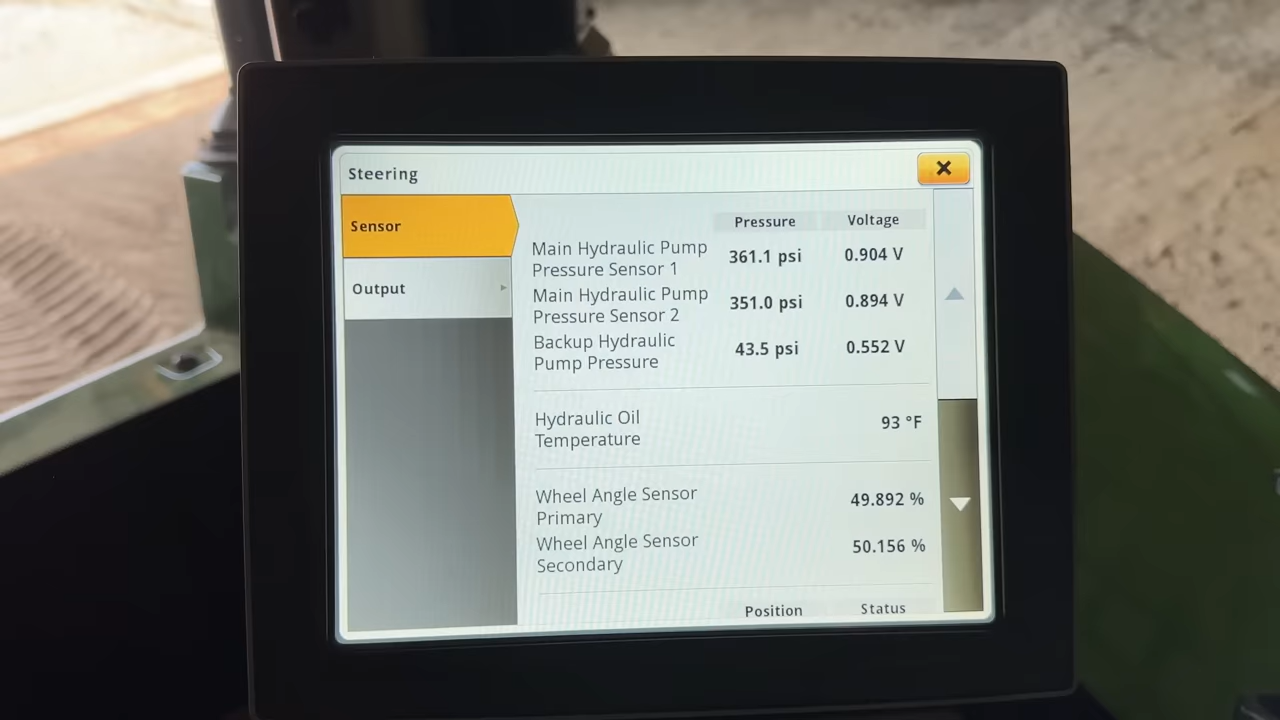 Steering
Sensor
Output
Pressure Voltage
Main Hydraulic Pump
Pressure Sensor 1 361.1 psi 0.904 V
Main Hydraulic Pump
Pressure Sensor 2 351.0 psi 0.894 V
Backup Hydraulic
Pump Pressure 43.5 psi 0.552 V
Hydraulic Oil
Temperature 93 °F
Wheel Angle Sensor
Primary 49.892 %
Wheel Angle Sensor
Secondary 50.156 %
Position Status